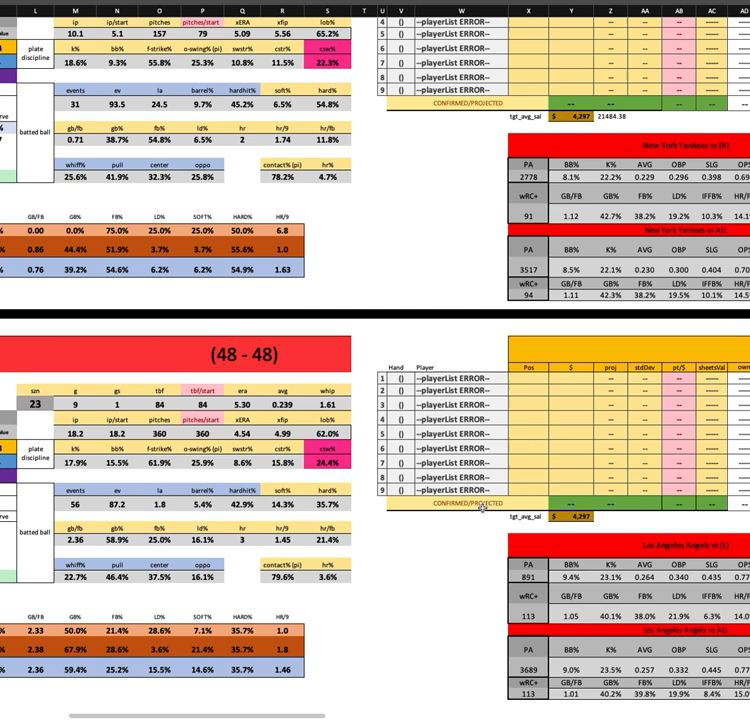 L M N O P Q R S T U V W X Y Z AA AB AC AD
ip ip/start pitches pitches/start xERA xfip lob% 4 () --playerList ERROR-- -- -- -- -----
10.1 5.1 157 79 5.09 5.56 65.2% 5 () --playerList ERROR-- -- -- -- -----
plate discipline k% bb% f-strike% o-swing% (pi) swstr% cstr% csw% 6 () --playerList ERROR-- -- -- -- -----
18.6% 9.3% 55.8% 25.3% 10.8% 11.5% 22.3% 7 () --playerList ERROR-- -- -- -- -----
8 () --playerList ERROR-- -- -- -- -----
events ev la barrel% hardhit% soft% hard% 9 () --playerList ERROR-- -- -- -- -----
31 93.5 24.5 9.7% 45.2% 6.5% 54.8% CONFIRMED/PROJECTED -- -- -- -----
tgt_avg_sal $ 4,297 21484.38
batted ball gb/fb gb% fb% ld% hr hr/9 hr/fb
0.71 38.7% 54.8% 6.5% 2 1.74 11.8% New York Yankees vs (R)
whiff% pull center oppo contact% (pi) hr% PA BB% K% AVG OBP SLG
25.6% 41.9% 32.3% 25.8% 78.2% 4.7% 2778 8.1% 22.2% 0.229 0.296 0.398
wRC+ GB/FB GB% FB% LD% IFFB%
GB/FB GB% FB% LD% SOFT% HARD% HR/9 91 1.12 42.7% 38.2% 19.2% 10.3%
0.00 0.0% 75.0% 25.0% 25.0% 50.0% 6.8 New York Yankees vs ALL
0.86 44.4% 51.9% 3.7% 3.7% 55.6% 1.0 PA BB% K% AVG OBP SLG
0.76 39.2% 54.6% 6.2% 6.2% 54.9% 1.63 3517 8.5% 22.1% 0.230 0.300 0.404
wRC+ GB/FB GB% FB% LD% IFFB%
94 1.11 42.3% 38.2% 19.5% 10.1%
(48 - 48)
Hand Player Pos $ proj stdDev pt/$ sheetsVal
szn g gs tbf tbf/start era avg whip 1 () --playerList ERROR-- -- -- -- -----
23 9 1 84 84 5.30 0.239 1.61 2 () --playerList ERROR-- -- -- -- -----
ip ip/start pitches pitches/start xERA xfip lob% 4 () --playerList ERROR-- -- -- -- -----
3 () --playerList ERROR-- -- -- -- -----
18.2 18.2 360 360 4.54 4.99 62.0% 5 () --playerList ERROR-- -- -- -- -----
plate discipline k% bb% f-strike% o-swing% (pi) swstr% cstr% csw% 6 () --playerList ERROR-- -- -- -- -----
17.9% 15.5% 61.9% 25.9% 8.6% 15.8% 24.4% 7 () --playerList ERROR-- -- -- -- -----
8 () --playerList ERROR-- -- -- -- -----
events ev la barrel% hardhit% soft% hard% 9 () --playerList ERROR-- -- -- -- -----
56 87.2 1.8 5.4% 42.9% 14.3% 35.7% CONFIRMED/PROJECTED -- -- -- -----
tgt_avg_sal $ 4,297
batted ball gb/fb gb% fb% ld% hr hr/9 hr/fb
2.36 58.9% 25.0% 16.1% 3 1.45 21.4% Los Angeles Angels vs (L)
whiff% pull center oppo contact% (pi) hr% PA BB% K% AVG OBP SLG
22.7% 46.4% 37.5% 16.1% 79.6% 3.6% 891 9.4% 23.1% 0.264 0.340 0.435
wRC+ GB/FB GB% FB% LD% IFFB%
GB/FB GB% FB% LD% SOFT% HARD% HR/9 113 1.05 40.1% 38.0% 21.9% 6.3%
2.33 50.0% 21.4% 28.6% 7.1% 35.7% 1.0 Los Angeles Angels vs ALL
2.38 67.9% 28.6% 3.6% 21.4% 35.7% 1.8 PA BB% K% AVG OBP SLG
2.36 59.4% 25.2% 15.5% 14.6% 35.7% 1.46 3689 9.0% 23.5% 0.257 0.332 0.445
wRC+ GB/FB GB% FB% LD% IFFB%
113 1.01 40.2% 39.8% 19.9% 8.4%